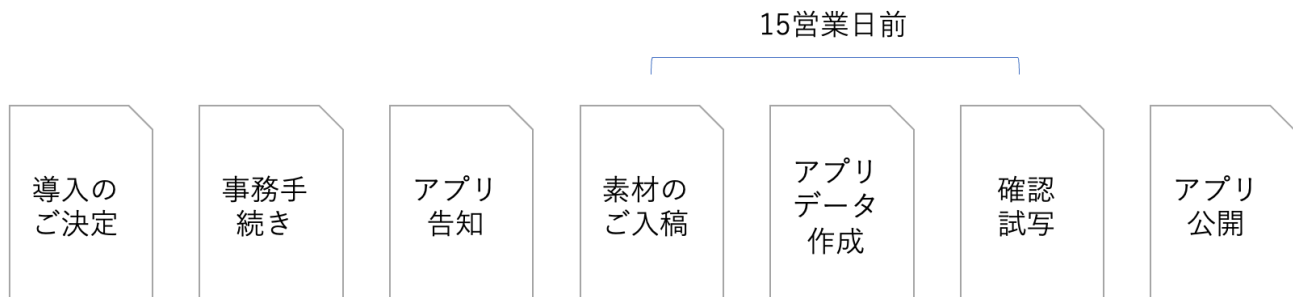 15営業日前
導入の
ご決定
事務手
続き
アプリ
告知
素材の
ご入稿
アプリ
データ
作成
確認
試写
アプリ
公開